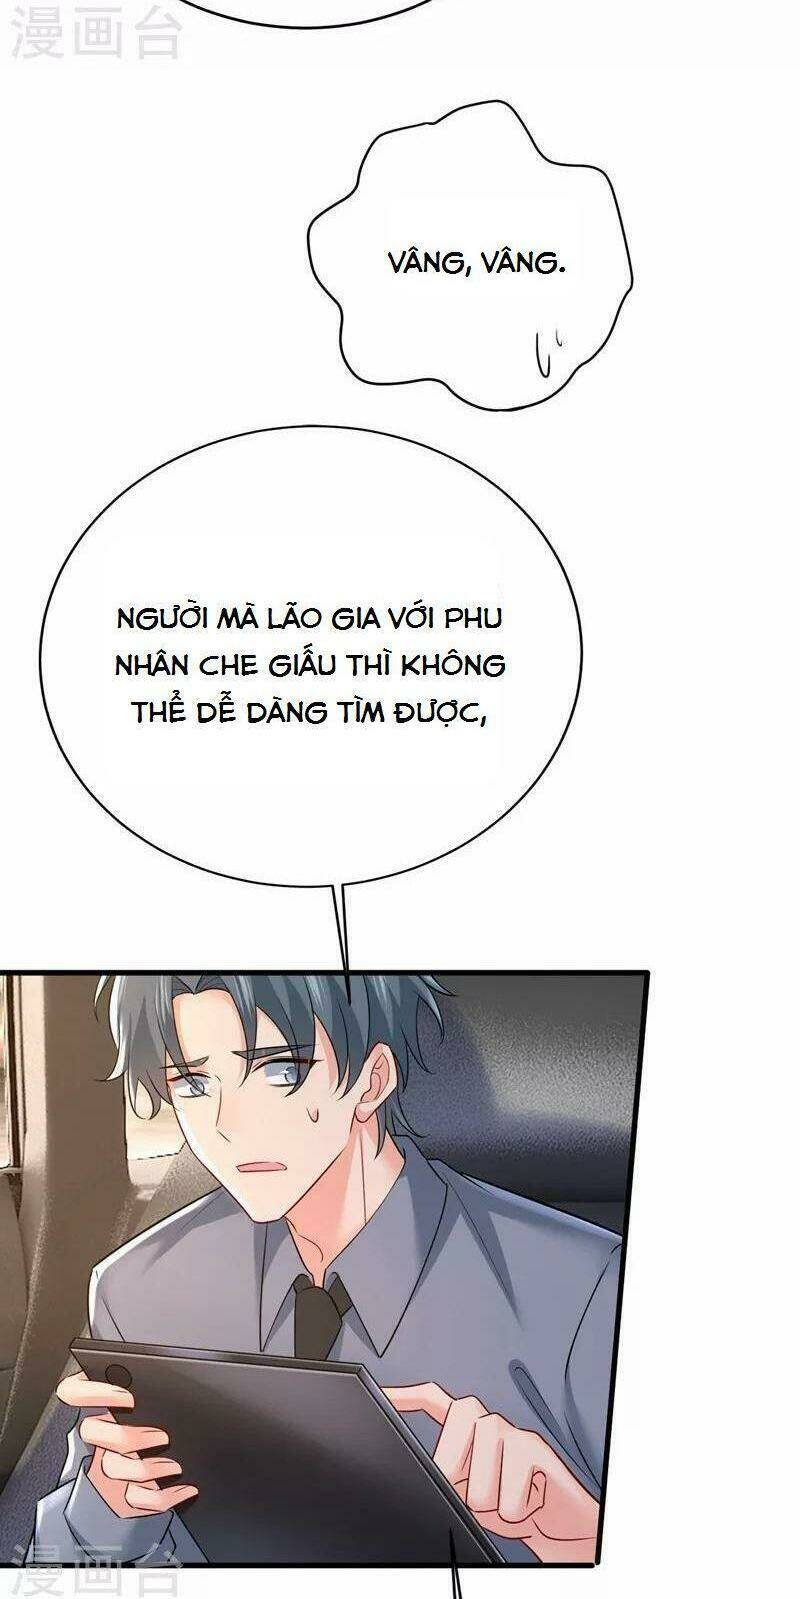 漫画台
VÂNG, VÂNG.
NGƯỜI MÀ LÃO GIA VỚI PHU
NHÂN CHE GIẤU THÌ KHÔNG
THỂ DỄ DÀNG TÌM ĐƯỢC,
漫画台